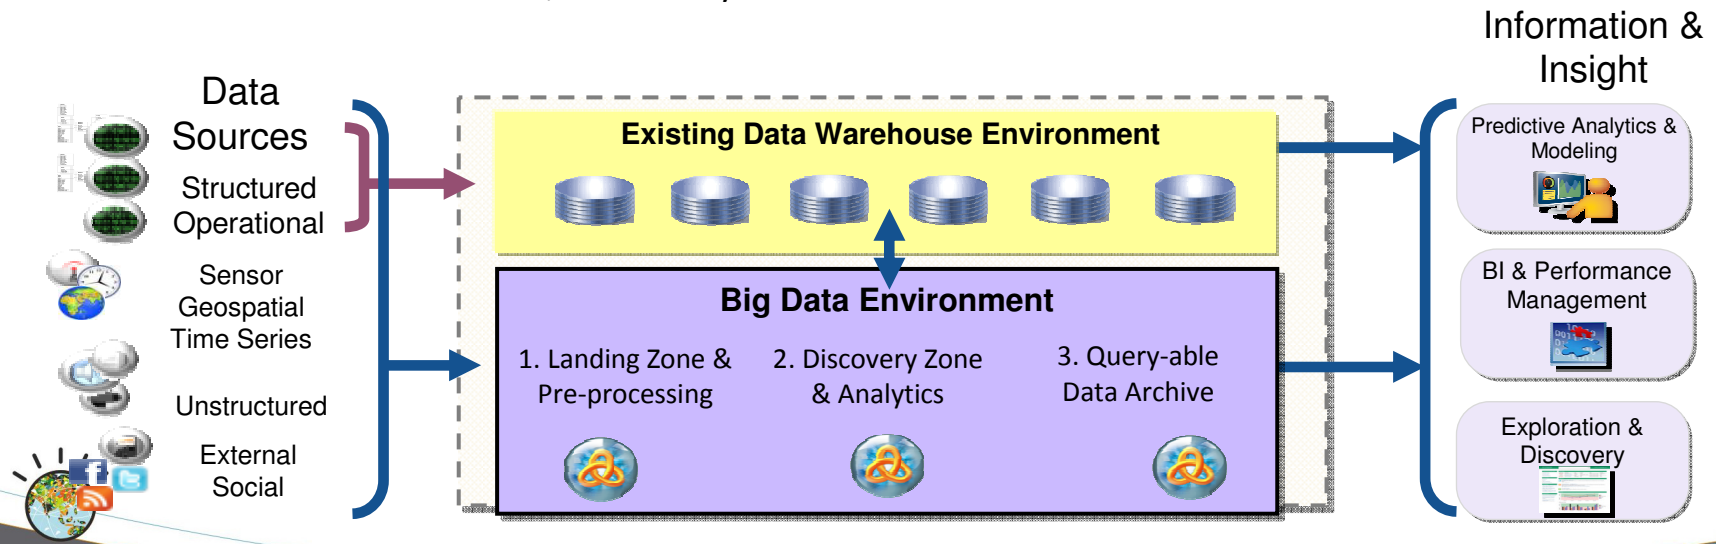 Data
Sources
Structured
Operational
Sensor
Geospatial
Time Series
Unstructured
External
Social
Existing Data Warehouse Environment
Big Data Environment
1. Landing Zone &
Pre-processing
2. Discovery Zone
& Analytics
3. Query-able
Data Archive
Information &
Insight
Predictive Analytics &
Modeling
BI & Performance
Management
Exploration &
Discovery